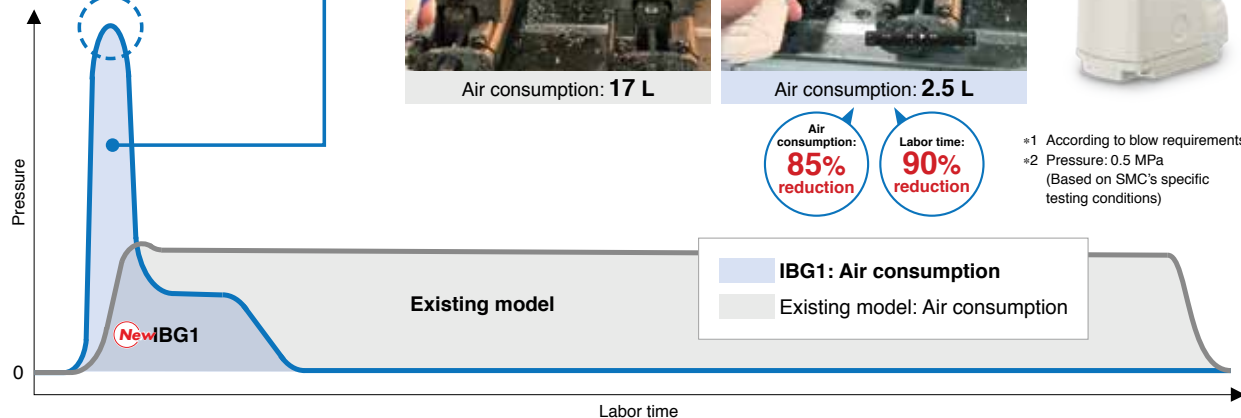 Air consumption: 17 L
Air consumption: 2.5 L
Air
consumption:
85%
reduction
Labor time:
90%
reduction
*1 According to blow requirements
*2 Pressure: 0.5 MPa
(Based on SMC's specific
testing conditions)
Pressure
IBG1: Air consumption
Existing model: Air consumption
Existing model
New IBG1
0
Labor time